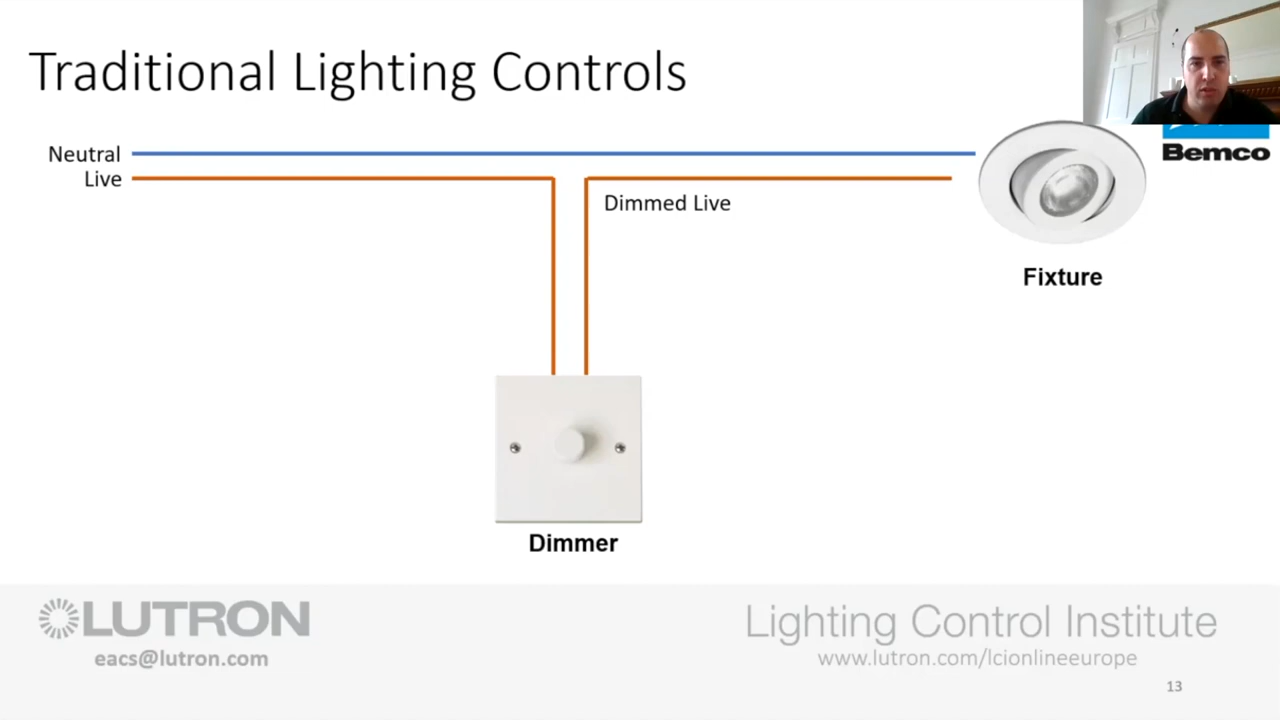 Traditional Lighting Controls
Neutral
Live
Dimmed Live
Bemco
Fixture
Dimmer
LUTRON
eacs@lutron.com
Lighting Control Institute
www.lutron.com/lcionlineeurope
13